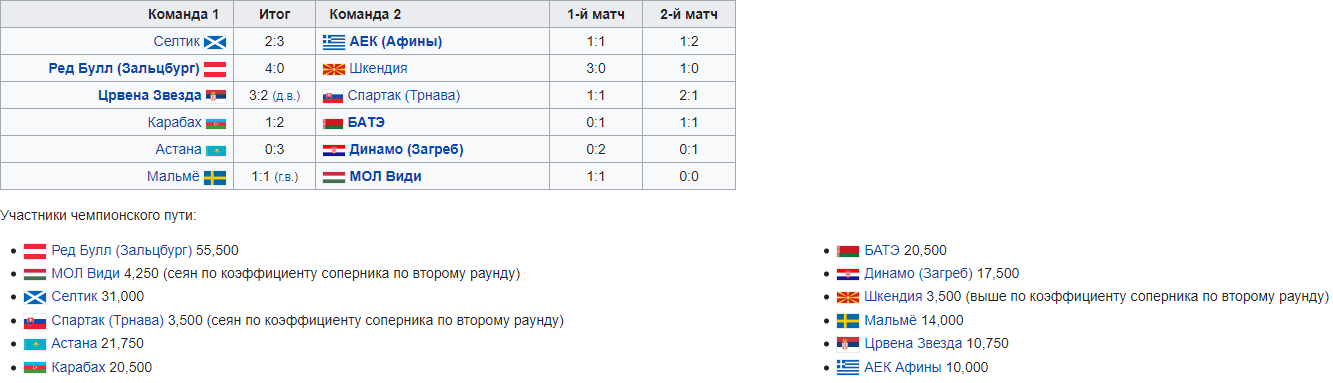 Команда 1 Итог Команда 2 1-й матч 2-й матч
Селтик 2:3 АЕК (Афины) 1:1 1:2
Ред Булл (Зальцбург) 4:0 Шкендия 3:0 1:0
Црвена Звезда 3:2 (д.в.) Спартак (Трнава) 1:1 2:1
Карабах 1:2 БАТЭ 0:1 1:1
Астана 0:3 Динамо (Загреб) 0:2 0:1
Мальмё 1:1 (г.в.) МОЛ Види 1:1 0:0
Участники чемпионского пути:
Ред Булл (Зальцбург) 55,500
МОЛ Види 4,250 (сеян по коэффициенту соперника по второму раунду)
Селтик 31,000
Спартак (Трнава) 3,500 (сеян по коэффициенту соперника по второму раунду)
Астана 21,750
Карабах 20,500
БАТЭ 20,500
Динамо (Загреб) 17,500
Шкендия 3,500 (выше по коэффициенту соперника по второму раунду)
Мальмё 14,000
Црвена Звезда 10,750
АЕК Афины 10,000